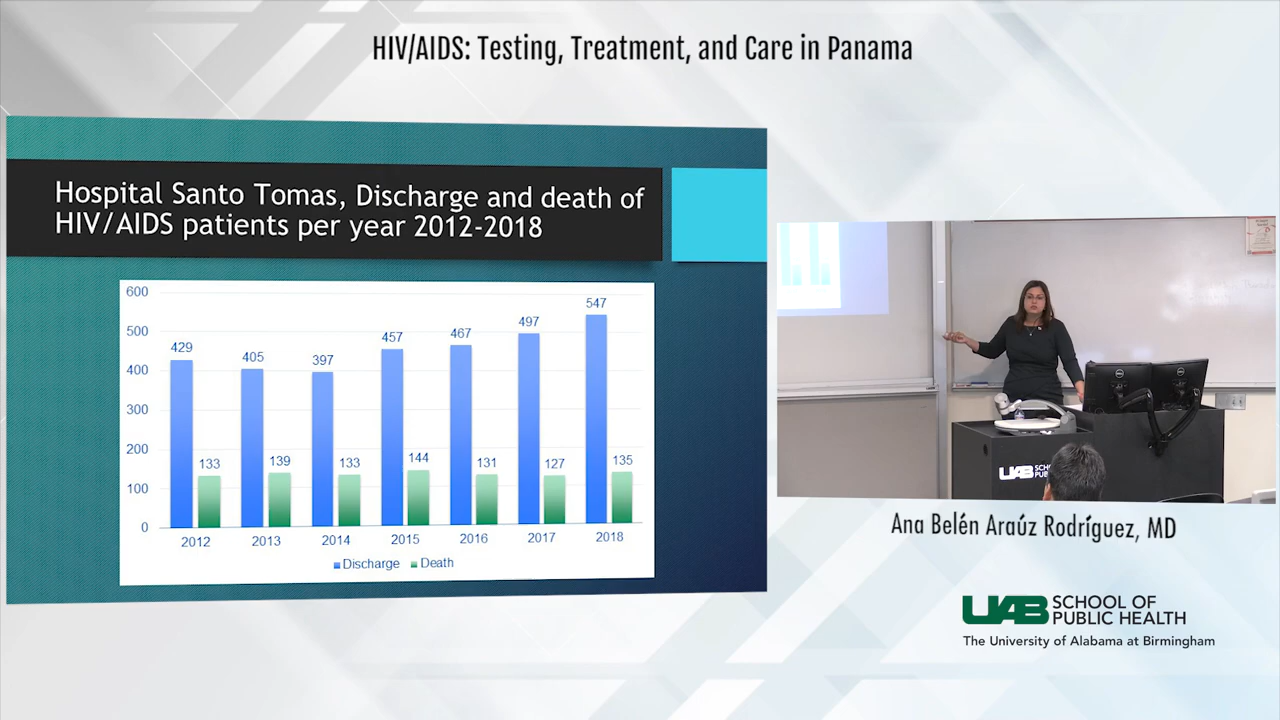 HIV/AIDS: Testing, Treatment, and Care in Panama
Hospital Santo Tomas, Discharge and death of
HIV/AIDS patients per year 2012-2018
600
500
400
300
200
100
0
429
133
405
139
397
133
457
144
467
131
497
127
547
135
2012
2013
2014
2015
2016
2017
2018
Discharge
Death
DELL
DELL
UAB
Ana Belén Araúz Rodríguez, MD
UAB SCHOOL OF
PUBLIC HEALTH
The University of Alabama at Birmingham